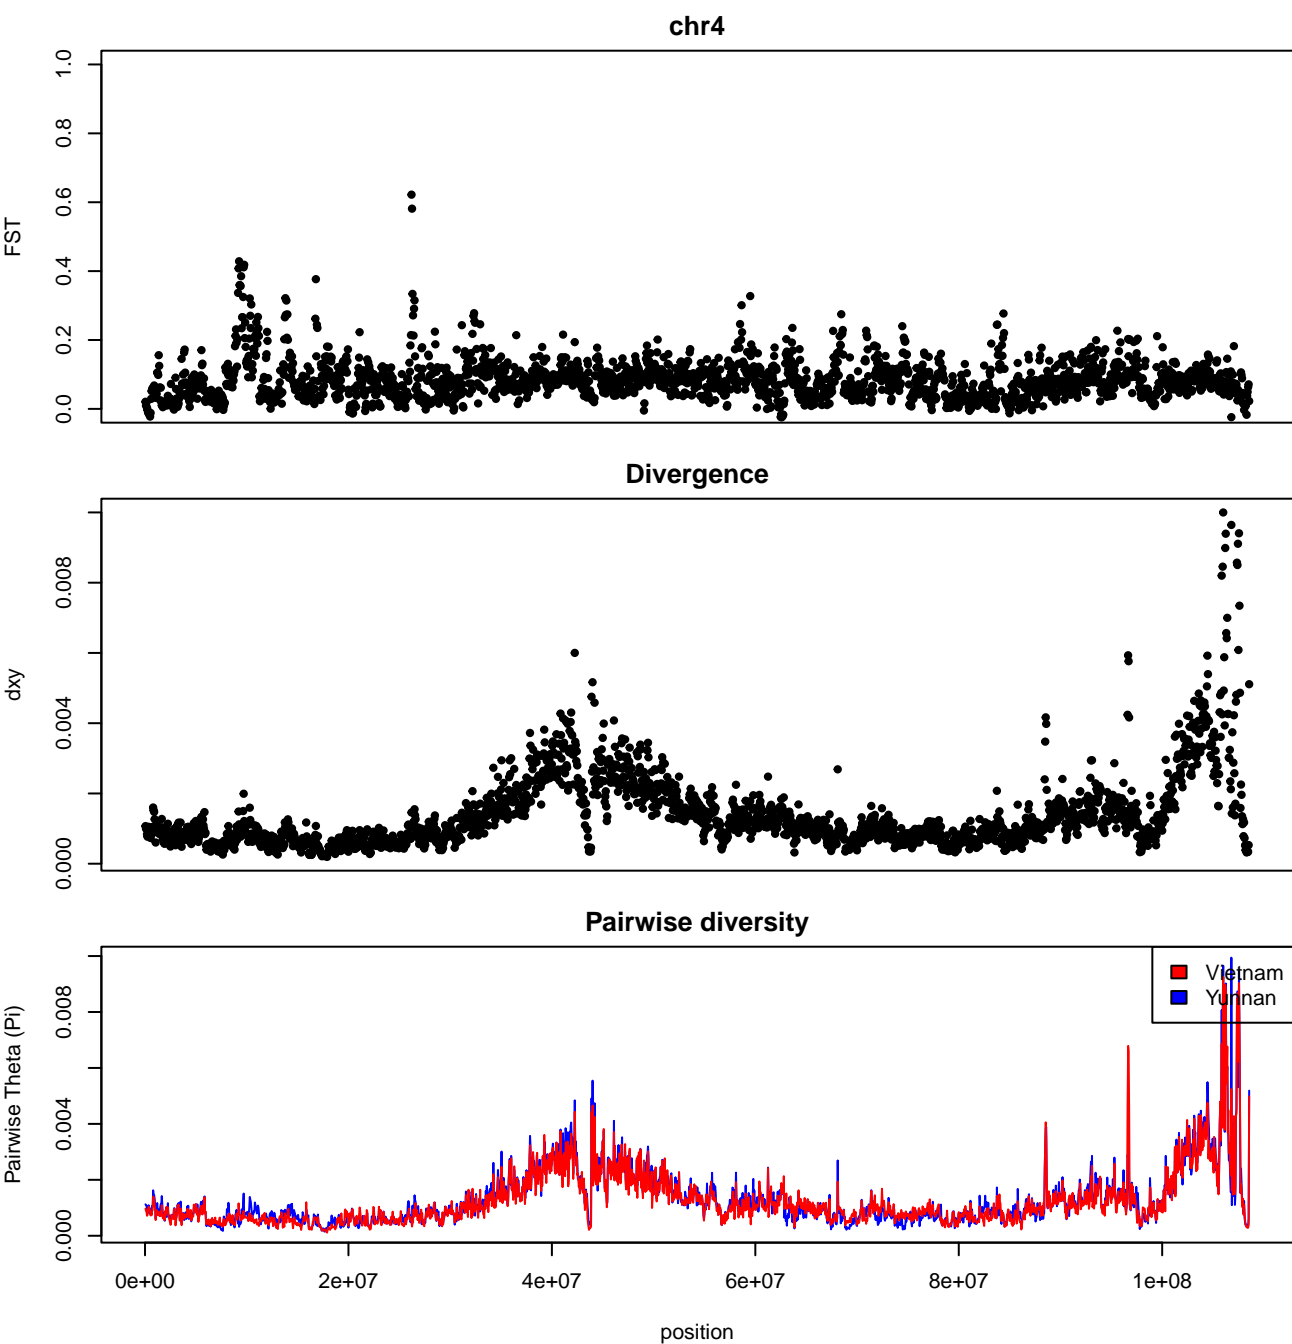 chr4
1.0
0.8
0.6
0.4
0.2
0.0
FST
Divergence
0.008
0.004
0.000
dxy
Pairwise diversity
0.008
0.004
0.000
Pairwise Theta (Pi)
Vietnam
Yunnan
0e+00 2e+07 4e+07 6e+07 8e+07 1e+08
position